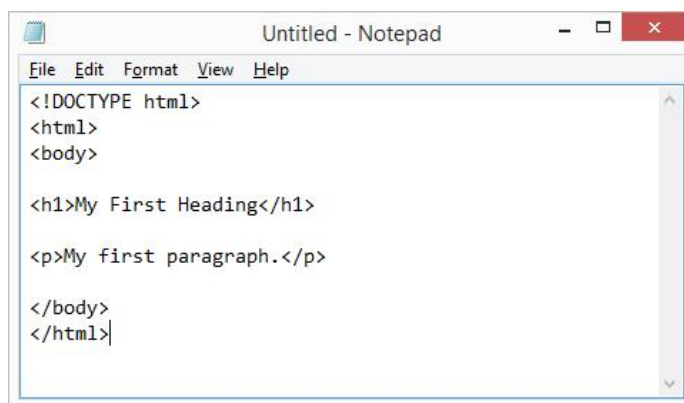 Untitled - Notepad
File Edit Format View Help
<!DOCTYPE html>
<html>
<body>
<h1>My First Heading</h1>
<p>My first paragraph.</p>
</body>
</html>